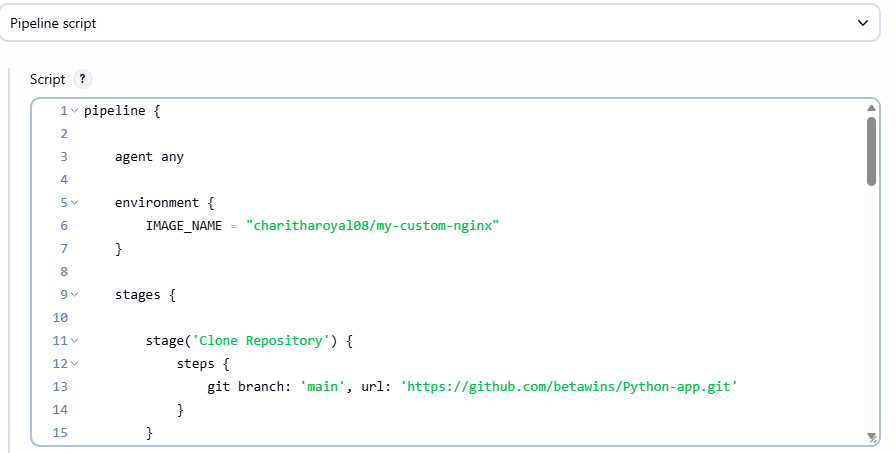 Pipeline script
Script ?
1 pipeline {
2
3     agent any
4
5     environment {
6         IMAGE_NAME = "charitharoyal08/my-custom-nginx"
7     }
8
9     stages {
10
11         stage('Clone Repository') {
12             steps {
13                 git branch: 'main', url: 'https://github.com/betawins/Python-app.git'
14             }
15         }